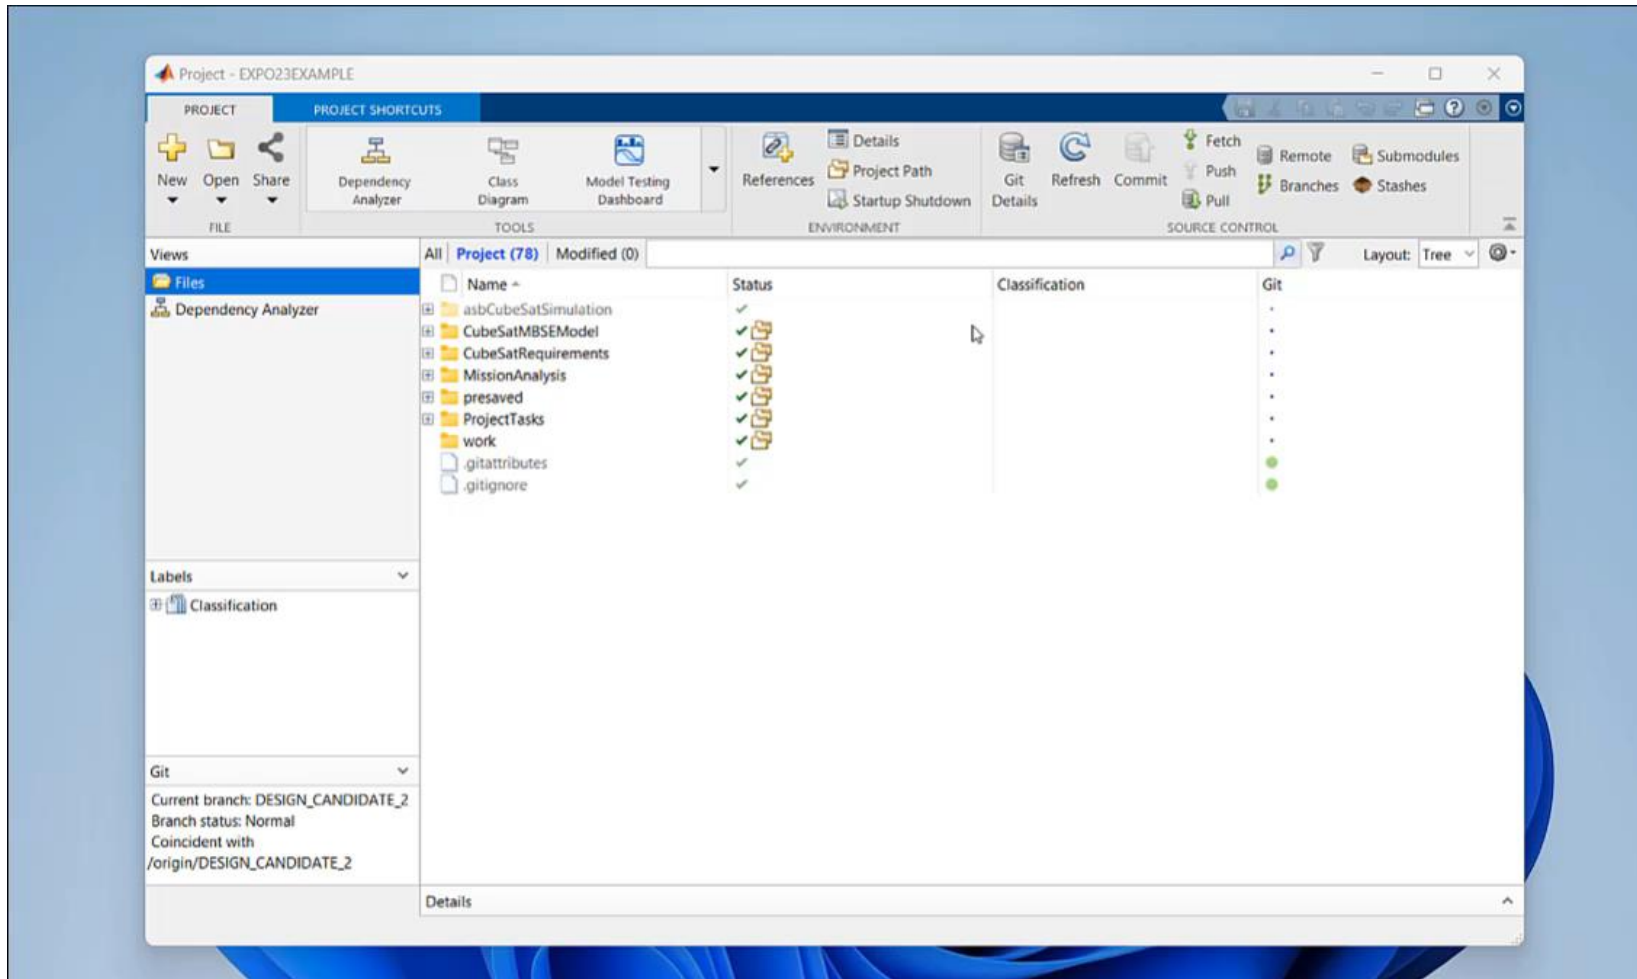 Project - EXPO23EXAMPLE
PROJECT PROJECT SHORTCUTS
New Open Share
FILE
Dependency Analyzer
Class Diagram
Model Testing Dashboard
TOOLS
References
Details
Project Path
Startup Shutdown
ENVIRONMENT
Git Details
Refresh
Commit
Fetch
Push
Pull
Remote
Branches
Submodules
Stashes
SOURCE CONTROL
Views
Files
Dependency Analyzer
All Project (78) Modified (0)
Layout: Tree
Name Status Classification Git
asbCubeSatSimulation
CubeSatMBSEModel
CubeSatRequirements
MissionAnalysis
presaved
ProjectTasks
work
.gitattributes
.gitignore
Labels
Classification
Git
Current branch: DESIGN_CANDIDATE_2
Branch status: Normal
Coincident with
/origin/DESIGN_CANDIDATE_2
Details